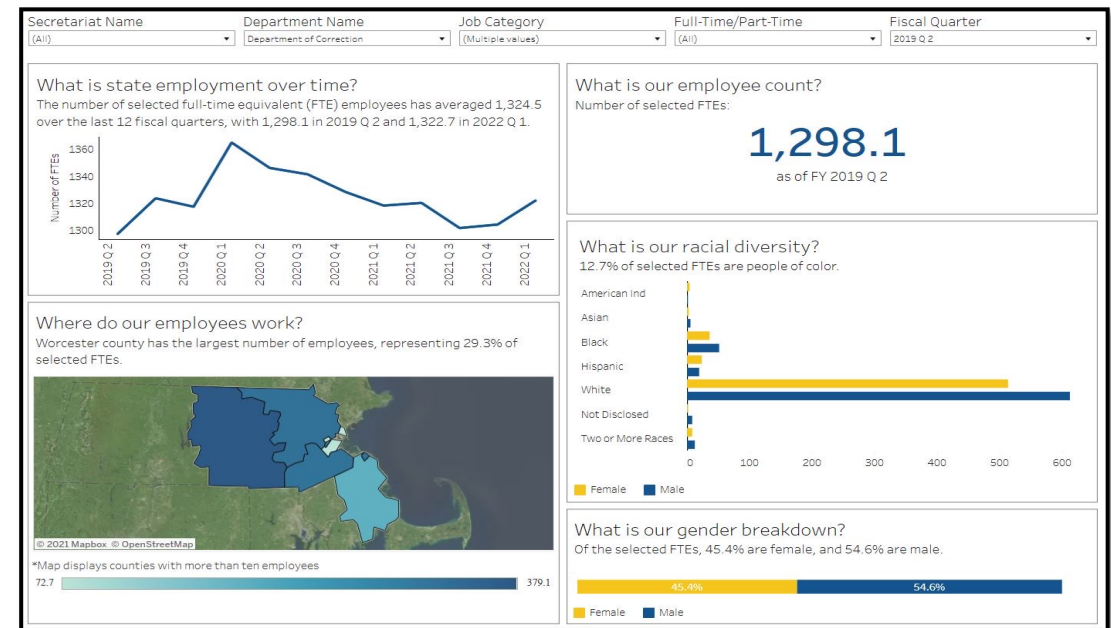 Secretariat Name Department Name Job Category Full-Time/Part-Time Fiscal Quarter
(All) Department of Correction (Multiple values) (All) 2019 Q 2
What is state employment over time?
The number of selected full-time equivalent (FTE) employees has averaged 1,324.5
over the last 12 fiscal quarters, with 1,298.1 in 2019 Q 2 and 1,322.7 in 2022 Q 1.
Number of FTEs
1360
1340
1320
1300
2019 Q 2 2019 Q 3 2019 Q 4 2020 Q 1 2020 Q 2 2020 Q 3 2020 Q 4 2021 Q 1 2021 Q 2 2021 Q 3 2021 Q 4 2022 Q 1
What is our employee count?
Number of selected FTEs:
1,298.1
as of FY 2019 Q 2
What is our racial diversity?
12.7% of selected FTEs are people of color.
American Ind
Asian
Black
Hispanic
White
Not Disclosed
Two or More Races
0 100 200 300 400 500 600
Female Male
Where do our employees work?
Worcester county has the largest number of employees, representing 29.3% of
selected FTEs.
© 2021 Mapbox © OpenStreetMap
*Map displays counties with more than ten employees
72.7 379.1
What is our gender breakdown?
Of the selected FTEs, 45.4% are female, and 54.6% are male.
45.4% 54.6%
Female Male